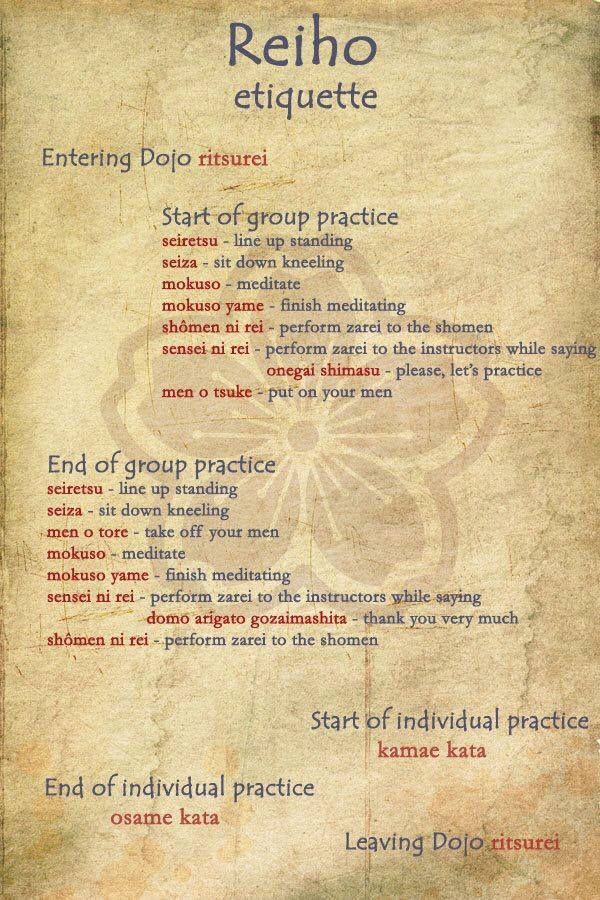 Reiho
etiquette
Entering Dojo ritsurei
Start of group practice
seiretsu - line up standing
seiza - sit down kneeling
mokuso - meditate
mokuso yame - finish meditating
shômen ni rei - perform zarei to the shomen
sensei ni rei - perform zarei to the instructors while saying
onegai shimasu - please, let's practice
men o tsuke - put on your men
End of group practice
seiretsu - line up standing
seiza - sit down kneeling
men o tore - take off your men
mokuso - meditate
mokuso yame - finish meditating
sensei ni rei - perform zarei to the instructors while saying
domo arigato gozaimashita - thank you very much
shômen ni rei - perform zarei to the shomen
Start of individual practice
kamae kata
End of individual practice
osame kata
Leaving Dojo ritsurei